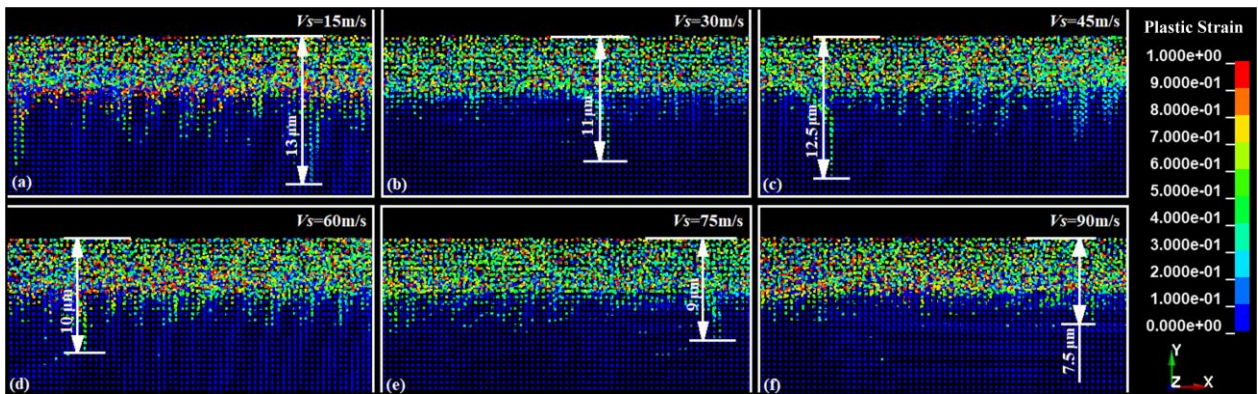 Vs=15m/s
13 μm
(a)
Vs=30m/s
11 μm
(b)
Vs=45m/s
12.5 μm
(c)
Vs=60m/s
10 μm
(d)
Vs=75m/s
9 μm
(e)
Vs=90m/s
7.5 μm
(f)
Plastic Strain
1.000e+00
9.000e-01
8.000e-01
7.000e-01
6.000e-01
5.000e-01
4.000e-01
3.000e-01
2.000e-01
1.000e-01
0.000e+00
Y
Z X